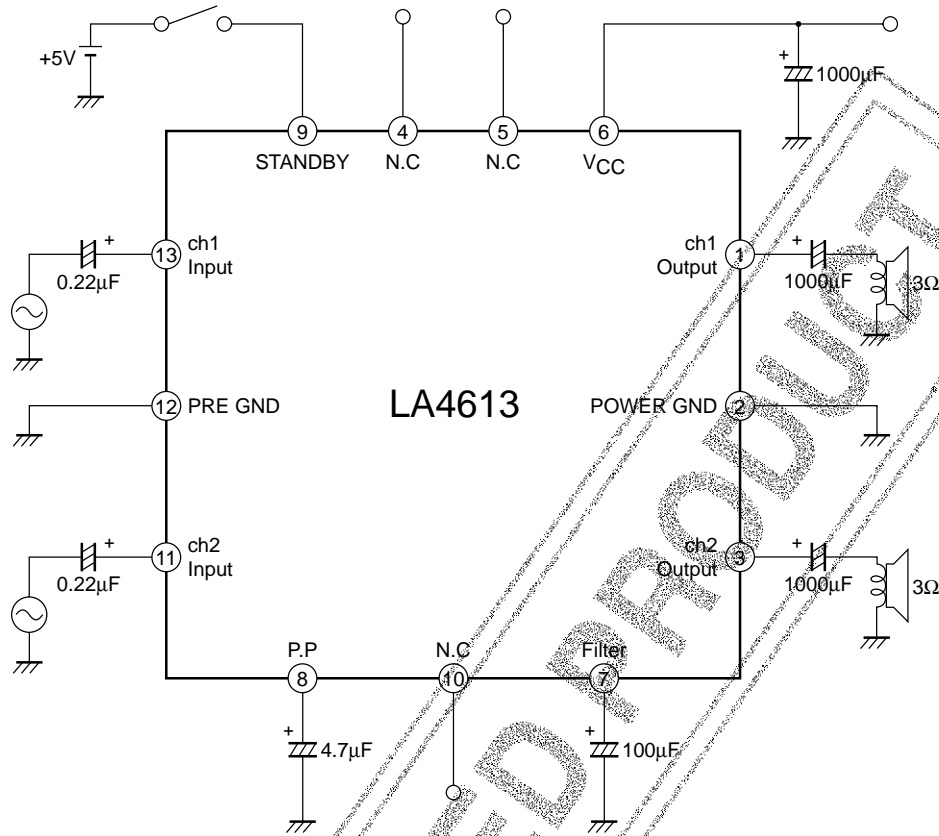 +5V
+
1000µF
9
4
5
6
STANDBY
N.C
N.C
VCC
+
0.22µF
13
ch1
Input
ch1
Output
1
+
1000µF
3Ω
12
PRE GND
LA4613
POWER GND
2
+
0.22µF
11
ch2
Input
ch2
Output
3
+
1000µF
3Ω
P.P
N.C
Filter
8
10
7
+
4.7µF
+
100µF
ED PRODUCT